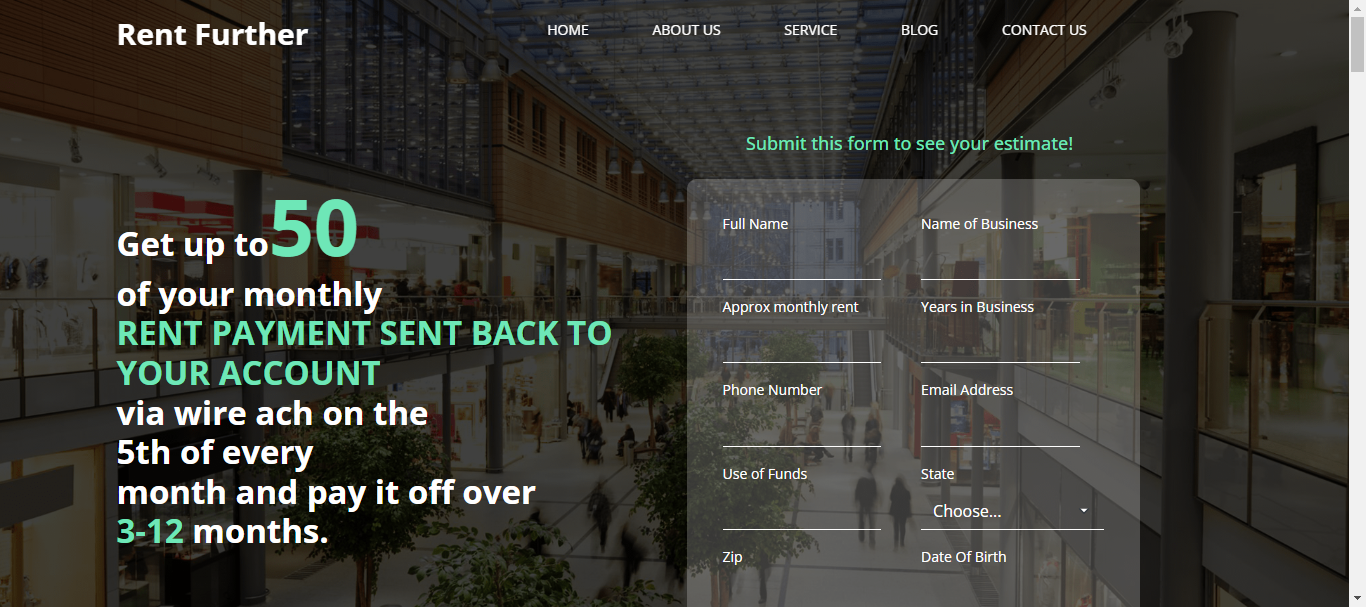 Rent Further
HOME ABOUT US SERVICE BLOG CONTACT US
Get up to50
of your monthly
RENT PAYMENT SENT BACK TO
YOUR ACCOUNT
via wire ach on the
5th of every
month and pay it off over
3-12 months.
Submit this form to see your estimate!
Full Name Name of Business
Approx monthly rent Years in Business
Phone Number Email Address
Use of Funds State
Choose...
Zip Date Of Birth